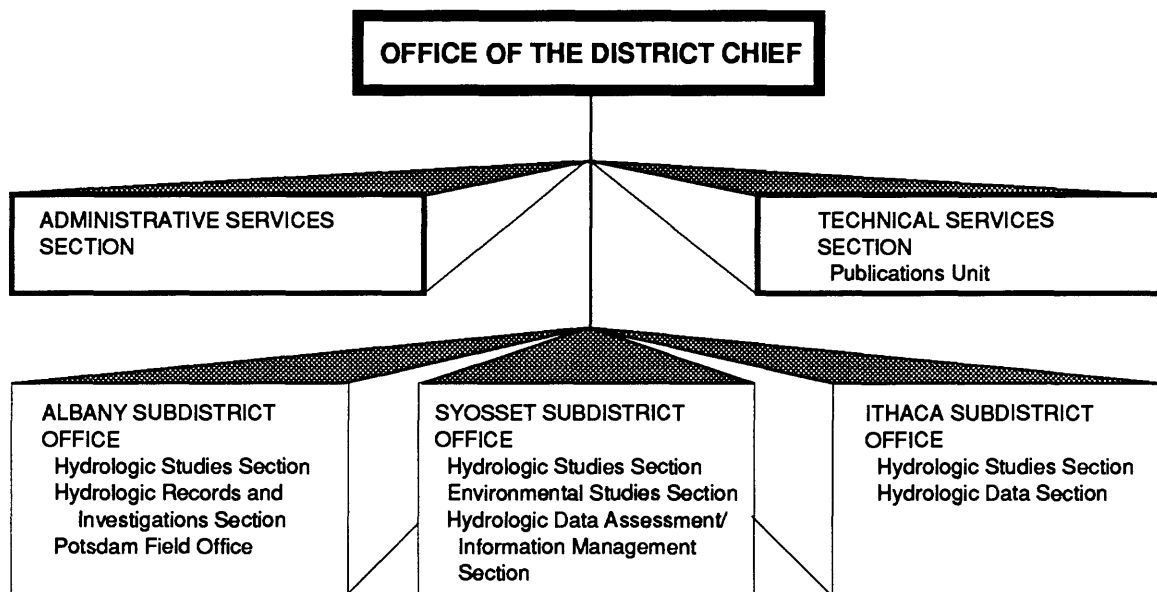 OFFICE OF THE DISTRICT CHIEF
ADMINISTRATIVE SERVICES
SECTION
TECHNICAL SERVICES
SECTION
Publications Unit
ALBANY SUBDISTRICT
OFFICE
Hydrologic Studies Section
Hydrologic Records and
Investigations Section
Potsdam Field Office
SYOSSET SUBDISTRICT
OFFICE
Hydrologic Studies Section
Environmental Studies Section
Hydrologic Data Assessment/
Information Management
Section
ITHACA SUBDISTRICT
OFFICE
Hydrologic Studies Section
Hydrologic Data Section